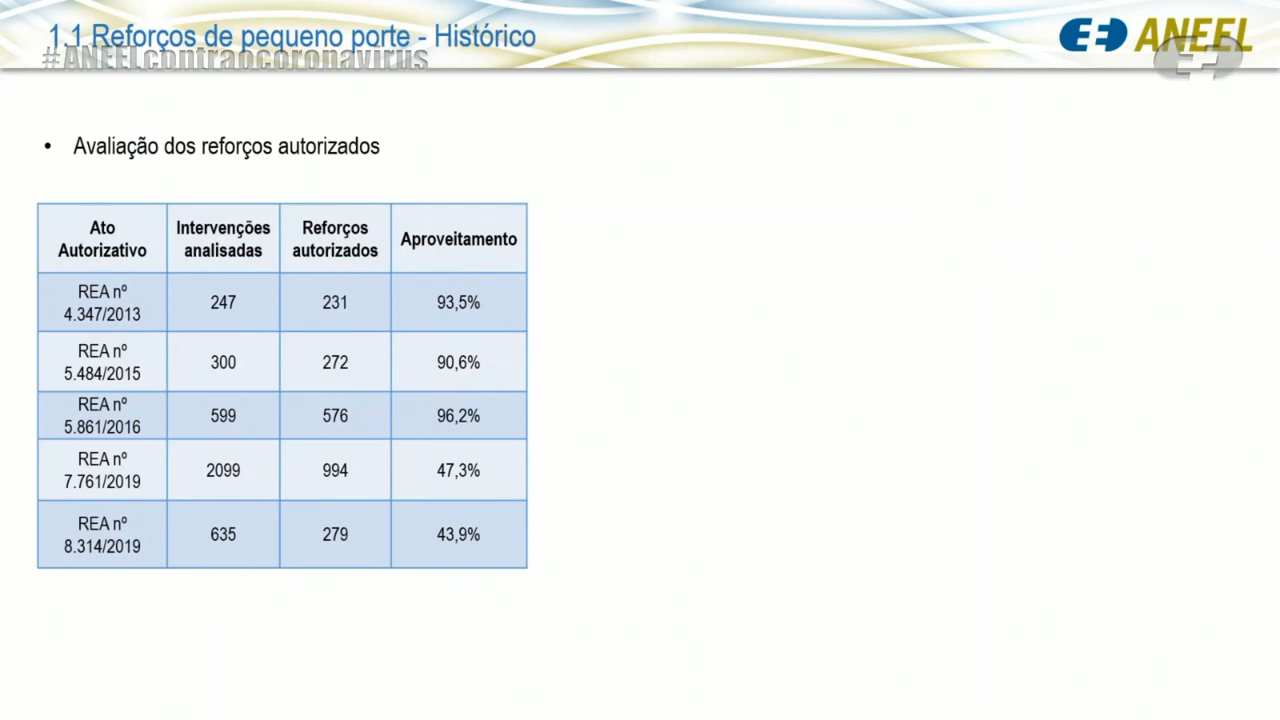 1.1 Reforços de pequeno porte - Histórico
#ANEELcontraocoronavirus
ANEEL
• Avaliação dos reforços autorizados
Ato Autorizativo Intervenções analisadas Reforços autorizados Aproveitamento
REA nº 4.347/2013 247 231 93,5%
REA nº 5.484/2015 300 272 90,6%
REA nº 5.861/2016 599 576 96,2%
REA nº 7.761/2019 2099 994 47,3%
REA nº 8.314/2019 635 279 43,9%